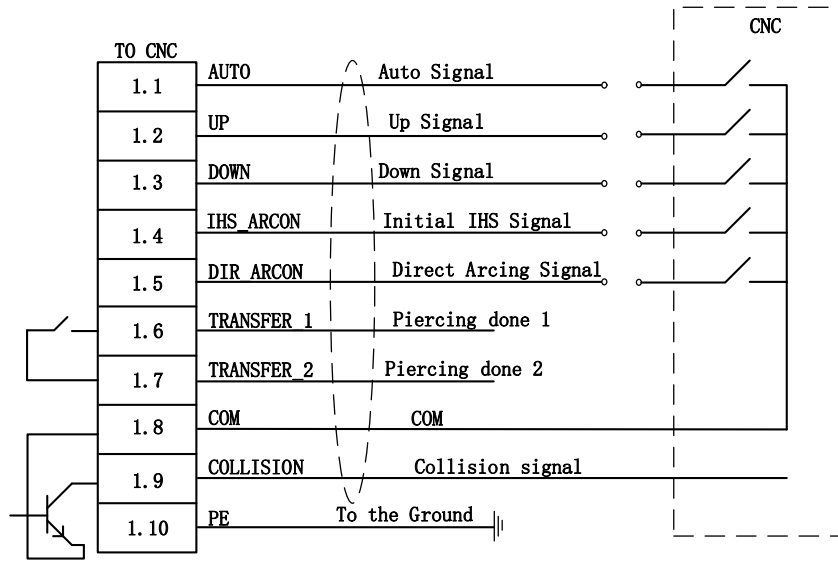 CNC
TO CNC
1.1 AUTO Auto Signal
1.2 UP Up Signal
1.3 DOWN Down Signal
1.4 IHS_ARCON Initial IHS Signal
1.5 DIR_ARCON Direct Arcing Signal
1.6 TRANSFER_1 Piercing done 1
1.7 TRANSFER_2 Piercing done 2
1.8 COM COM
1.9 COLLISION Collision signal
1.10 PE To the Ground